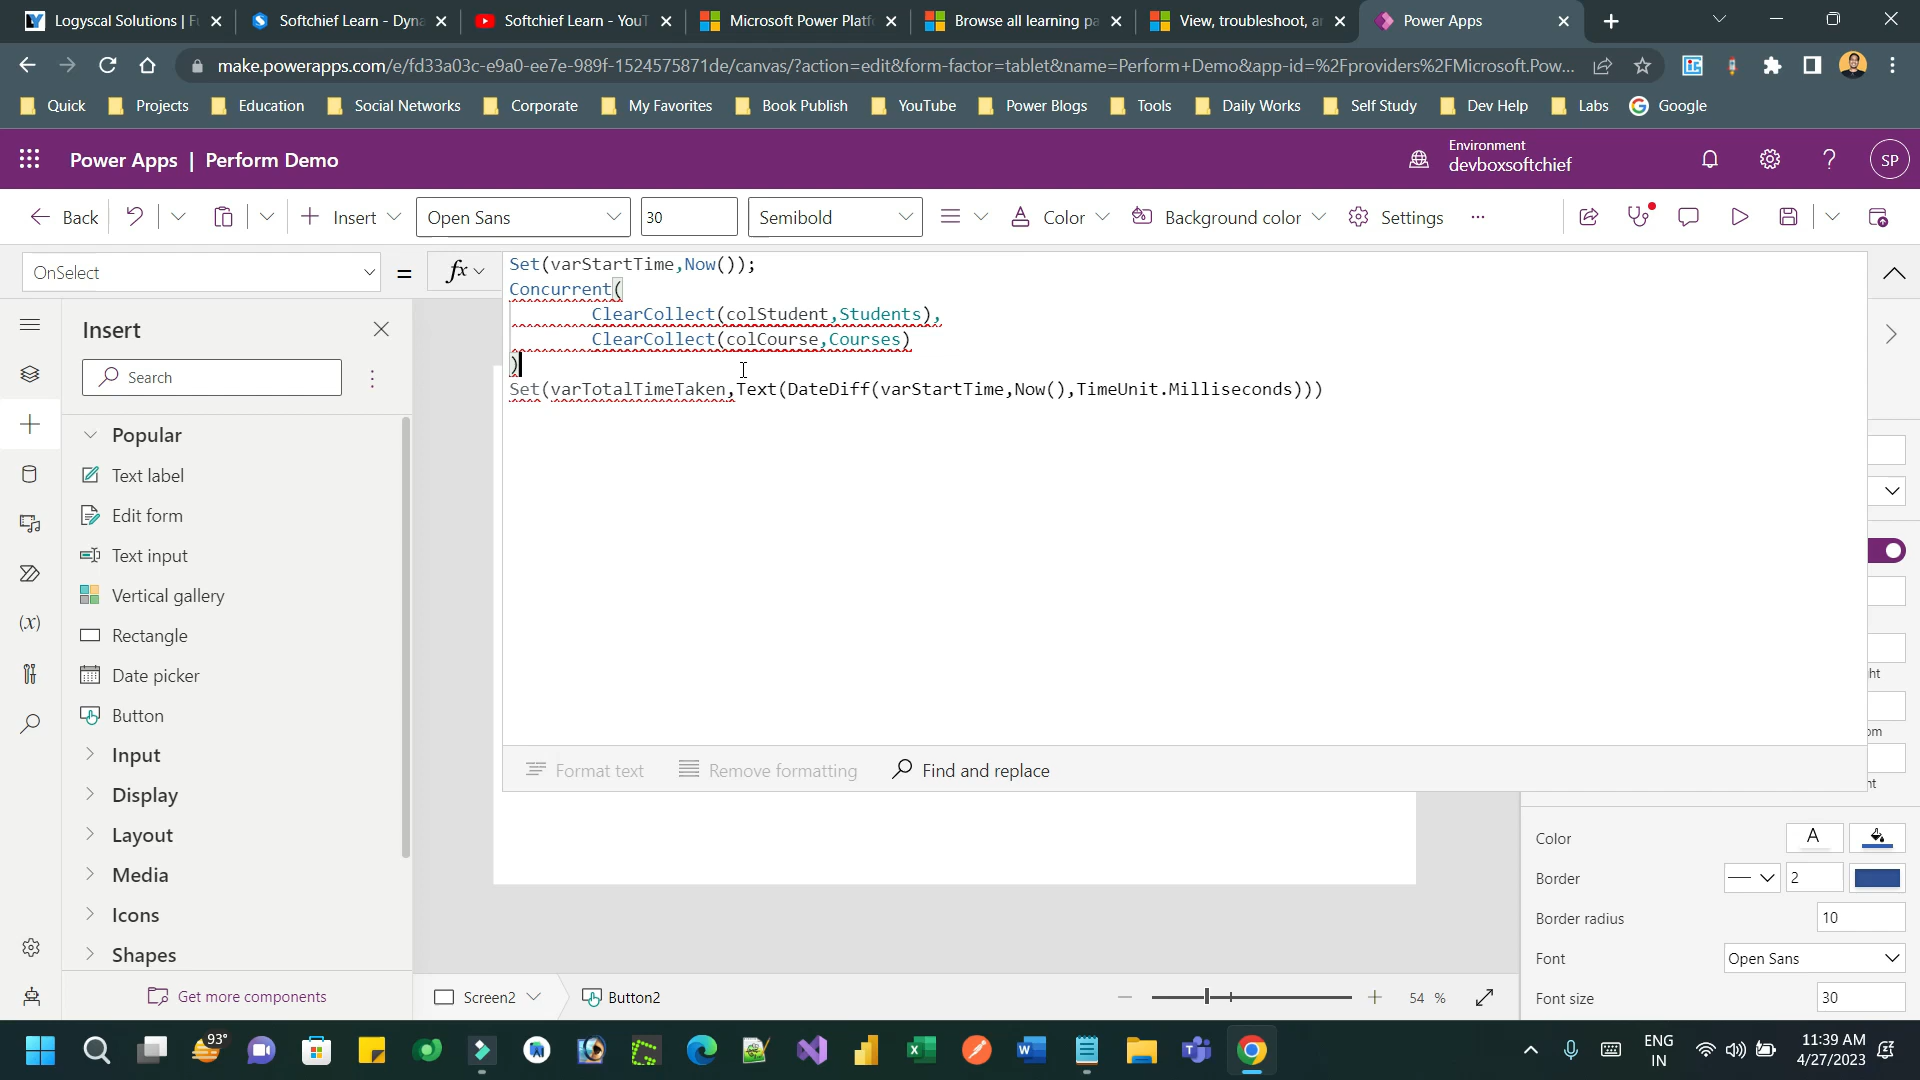 Logyscal Solutions | Fu
Softchief Learn - Dyna
Softchief Learn - YouT
Microsoft Power Platfo
Browse all learning pa
View, troubleshoot, an
Power Apps
make.powerapps.com/e/fd33a03c-e9a0-ee7e-989f-1524575871de/canvas/?action=edit&form-factor=tablet&name=Perform+Demo&app-id=%2Fproviders%2FMicrosoft.Pow...
Quick
Projects
Education
Social Networks
Corporate
My Favorites
Book Publish
YouTube
Power Blogs
Tools
Daily Works
Self Study
Dev Help
Labs
Google
Power Apps | Perform Demo
Environment
devboxsoftchief
SP
Back
Insert
Open Sans
30
Semibold
Color
Background color
Settings
OnSelect
=
fx
Set(varStartTime,Now());
Concurrent(
ClearCollect(colStudent,Students),
ClearCollect(colCourse,Courses)
)
Set(varTotalTimeTaken,Text(DateDiff(varStartTime,Now(),TimeUnit.Milliseconds)))
Format text
Remove formatting
Find and replace
Insert
Search
Popular
Text label
Edit form
Text input
Vertical gallery
Rectangle
Date picker
Button
Input
Display
Layout
Media
Icons
Shapes
Get more components
Screen2
Button2
54 %
ht
om
ht
Color
A
Border
2
Border radius
10
Font
Open Sans
Font size
30
93°
ENG
IN
11:39 AM
4/27/2023